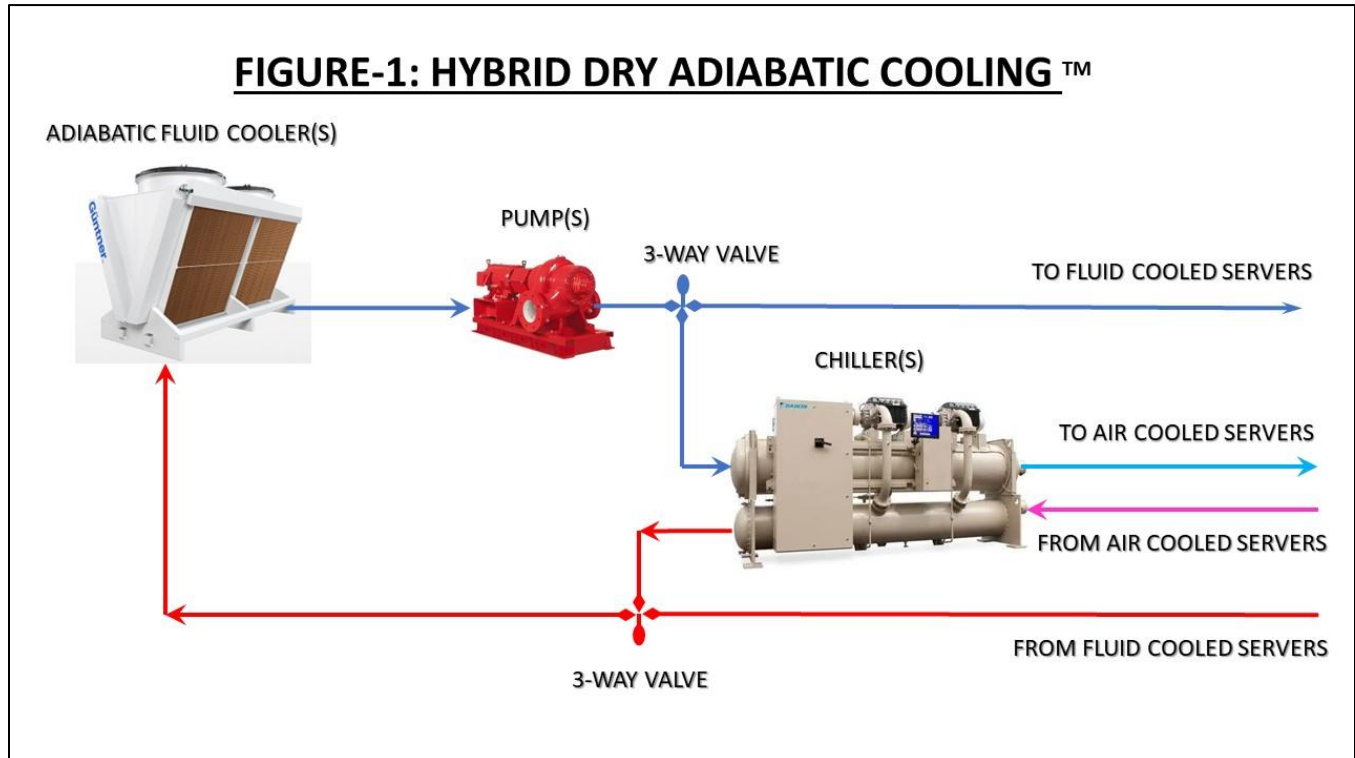 FIGURE-1: HYBRID DRY ADIABATIC COOLING ™
ADIABATIC FLUID COOLER(S)
Güntner
PUMP(S)
3-WAY VALVE
TO FLUID COOLED SERVERS
CHILLER(S)
DAIKIN
TO AIR COOLED SERVERS
FROM AIR COOLED SERVERS
FROM FLUID COOLED SERVERS
3-WAY VALVE